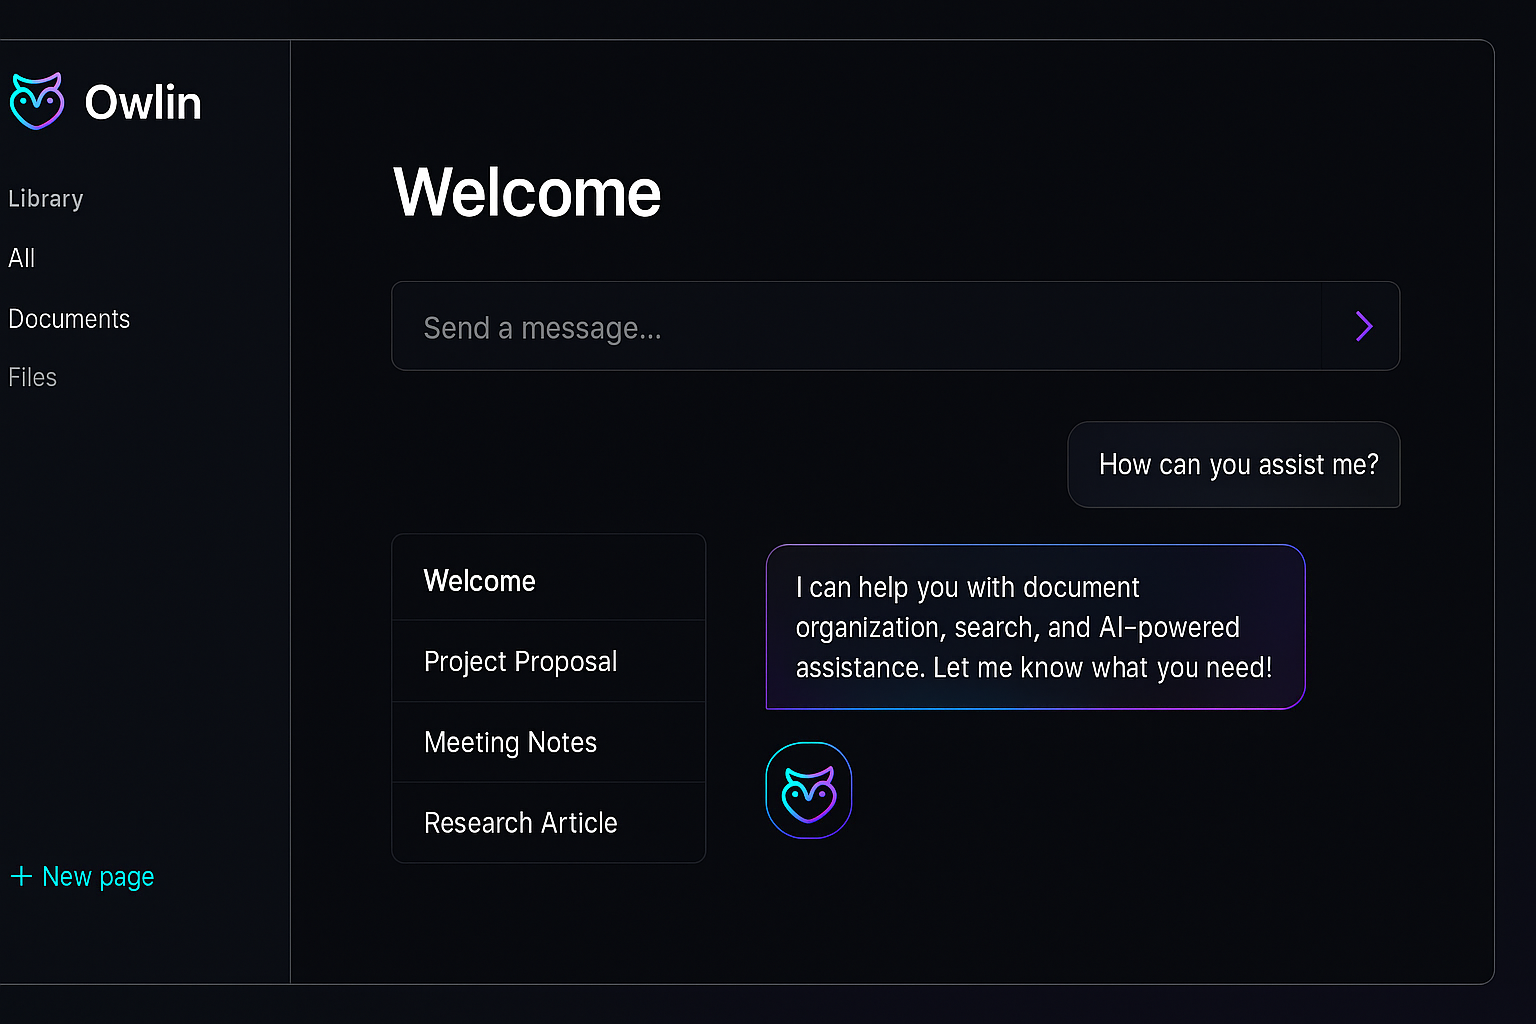 Owlin
Library
All
Documents
Files
+ New page
Welcome
Send a message...
How can you assist me?
Welcome
Project Proposal
Meeting Notes
Research Article
I can help you with document
organization, search, and AI-powered
assistance. Let me know what you need!